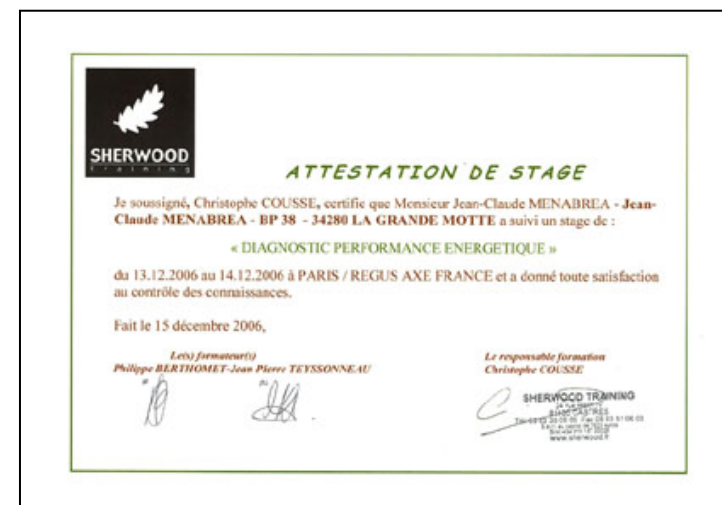 SHERWOOD
Training
ATTESTATION DE STAGE
Je soussigné, Christophe COUSSE, certifie que Monsieur Jean-Claude MENABREA - Jean-
Claude MENABREA - BP 38 - 34280 LA GRANDE MOTTE a suivi un stage de :
« DIAGNOSTIC PERFORMANCE ENERGETIQUE »
du 13.12.2006 au 14.12.2006 à PARIS / REGUS AXE FRANCE et a donné toute satisfaction
au contrôle des connaissances.
Fait le 15 décembre 2006,
Le(s) formateur(s)
Philippe BERTHOMET-Jean Pierre TEYSSONNEAU
Le responsable formation
Christophe COUSSE
SHERWOOD TRAINING
81100 CASTRES
www.sherwood.fr